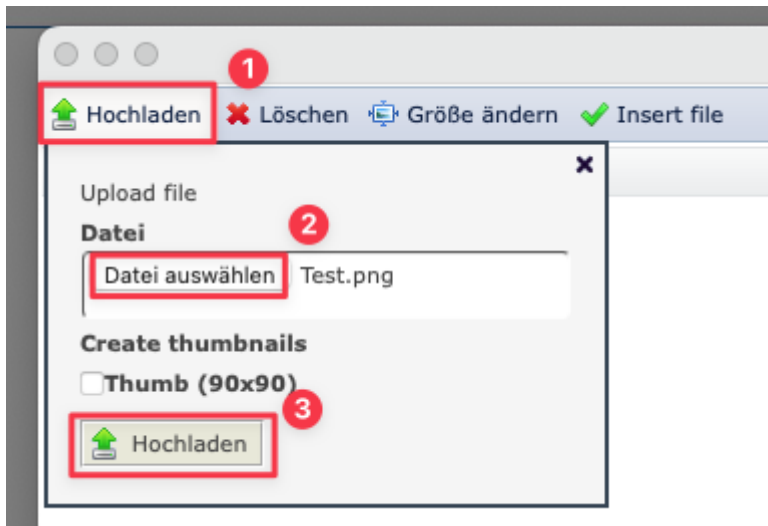 1
Hochladen Löschen Größe ändern Insert file
Upload file
2
Datei
Datei auswählen Test.png
Create thumbnails
Thumb (90x90)
3
Hochladen